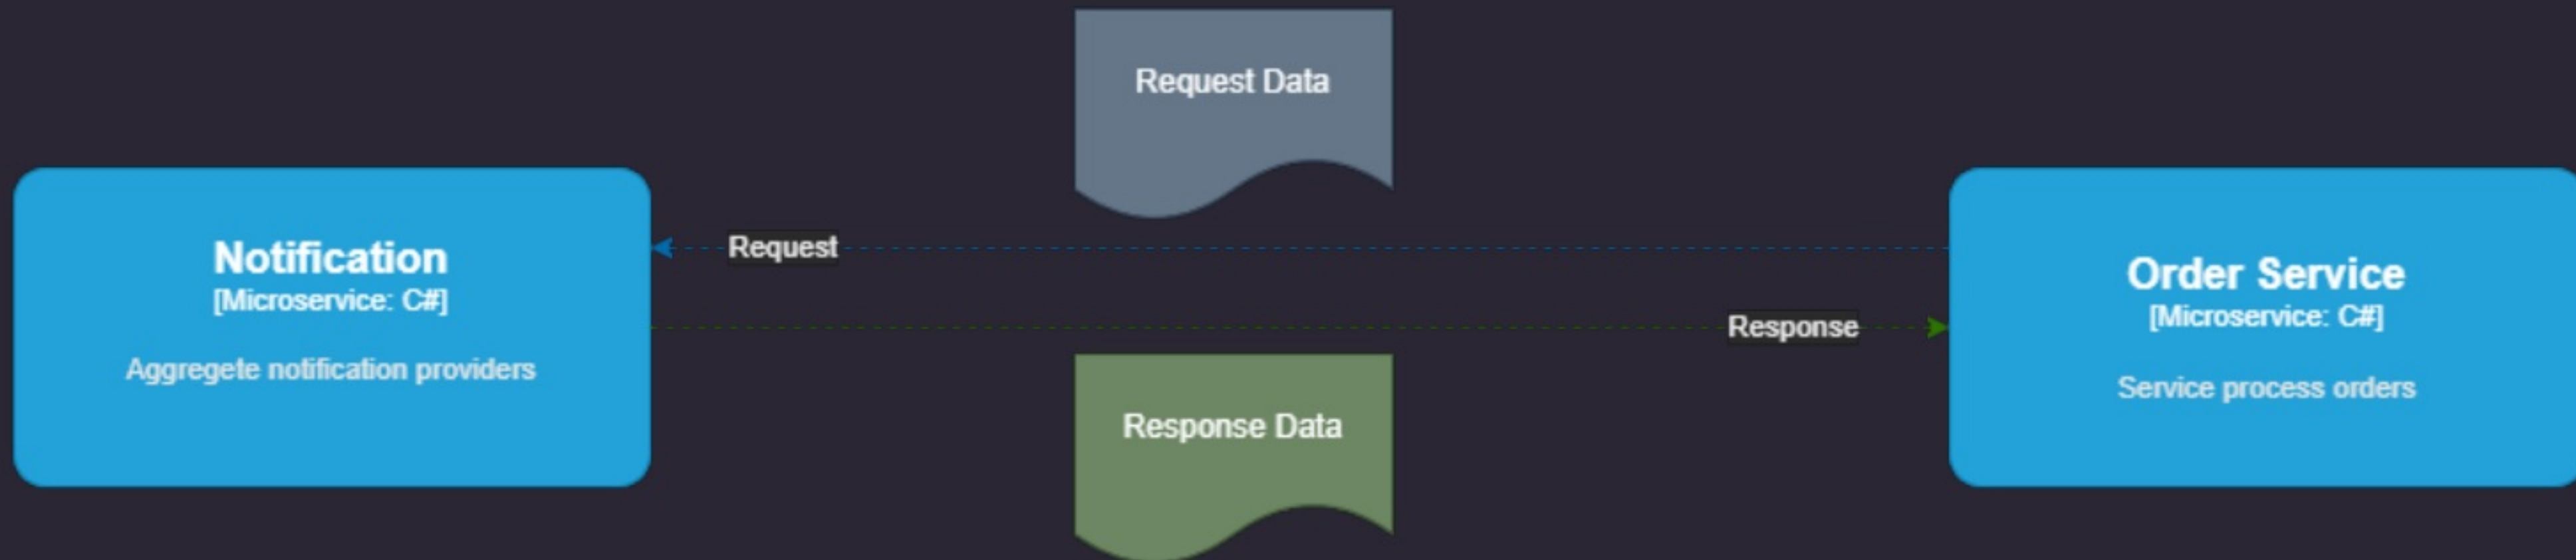 Request Data
Notification
[Microservice: C#]
Aggregete notification providers
Request
Response
Order Service
[Microservice: C#]
Service process orders
Response Data